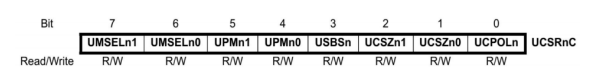 Bit 7 6 5 4 3 2 1 0
UMSELn1 UMSELn0 UPMn1 UPMn0 USBSn UCSZn1 UCSZn0 UCPOLn UCSRnC
Read/Write R/W R/W R/W R/W R/W R/W R/W R/W